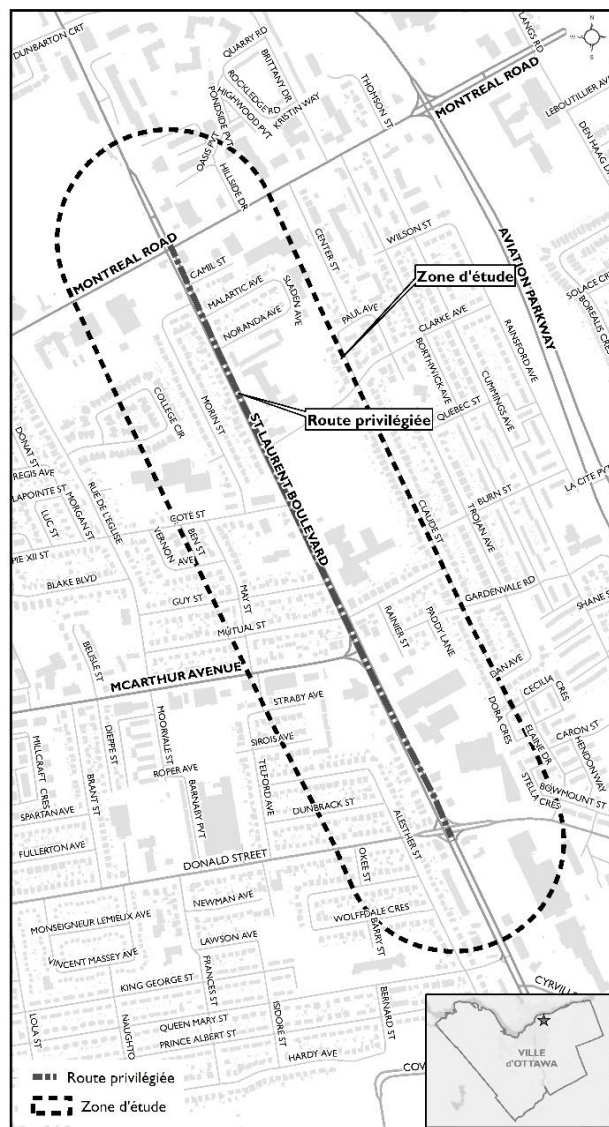 DUNBARTON CRT
QUARRY RD
BRITTANY DR
ROCKLEDGE RD
HIGHWOOD PVT
KRISTIN WAY
PONDSIDE PVT
OASIS PVT
HILLSIDE DR
THOMSON ST
LANGS RD
LEBOUTILLIER AVE
MONTREAL ROAD
DEN HAAG
AVIATION PARKWAY
MONTREAL ROAD
CENTER ST
WILSON ST
CAMIL ST
MALARTIC AVE
SLADEN AVE
NORANDA AVE
Zone d'étude
SOLACE CR
BOREALIS CRES
PAUL AVE
CLARKE AVE
RAINSFORD AVE
BORTHWICK AVE
CUMMINGS AVE
QUEBEC ST
Route privilégiée
COLLEGE CIR
MORIN ST
ST LAURENT BOULEVARD
DONAT ST
REGIS AVE
LAPOINTE ST
RUE DE L'EGLISE
MORGAN ST
LUC ST
COTÉ ST
LA CITE PVT
BURN ST
CLAUDE ST
TROJAN AVE
PIE XII ST
VERNON AVE
BEN ST
BLAKE BLVD
GUY ST
MAY ST
MUTUAL ST
GARDENVALE RD
SHANE S
RAINIER ST
PADDY LANE
BELISLE ST
MCARTHUR AVENUE
DAN AVE
CECILIA CRES
STRABY AVE
DORA CRES
ELAINE DR
CARON ST
HENDON WAY
DIEPPE ST
MOORVALE ST
SIROIS AVE
MILLCRAFT CRES
ROPER AVE
TELFORD AVE
BARNABY PVT
BRANT ST
SPARTAN AVE
DUNBRACK ST
ALESTHER ST
STELLA CRES
BOWMOUNT ST
FULLERTON AVE
DONALD STREET
OKEE ST
NEWMAN AVE
WOLFFDALE CRES
BARRY ST
MONSEIGNEUR LEMIEUX AVE
LAWSON AVE
VINCENT MASSEY AVE
KING GEORGE ST
FRANCES ST
CYRVILL
BERNARD ST
QUEEN MARY ST
PRINCE ALBERT ST
ISIDORE ST
LOLA ST
NAUGHTO
HARDY AVE
COV
VILLE
d'OTTAWA
Route privilégiée
Zone d'étude